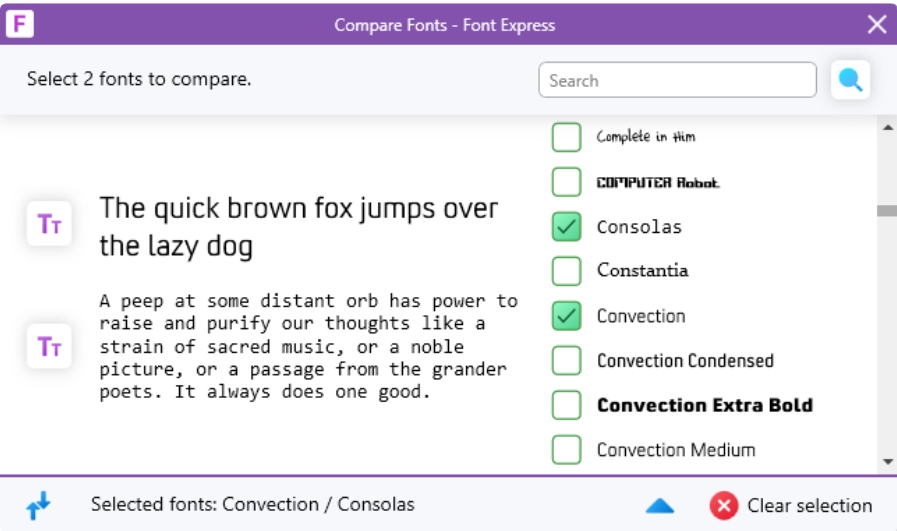 F
Compare Fonts - Font Express
Select 2 fonts to compare.
Search
The quick brown fox jumps over
the lazy dog
A peep at some distant orb has power to
raise and purify our thoughts like a
strain of sacred music, or a noble
picture, or a passage from the grander
poets. It always does one good.
TT
TT
Complete in Him
COMPUTER Robot
Consolas
Constantia
Convection
Convection Condensed
Convection Extra Bold
Convection Medium
Selected fonts: Convection / Consolas
Clear selection